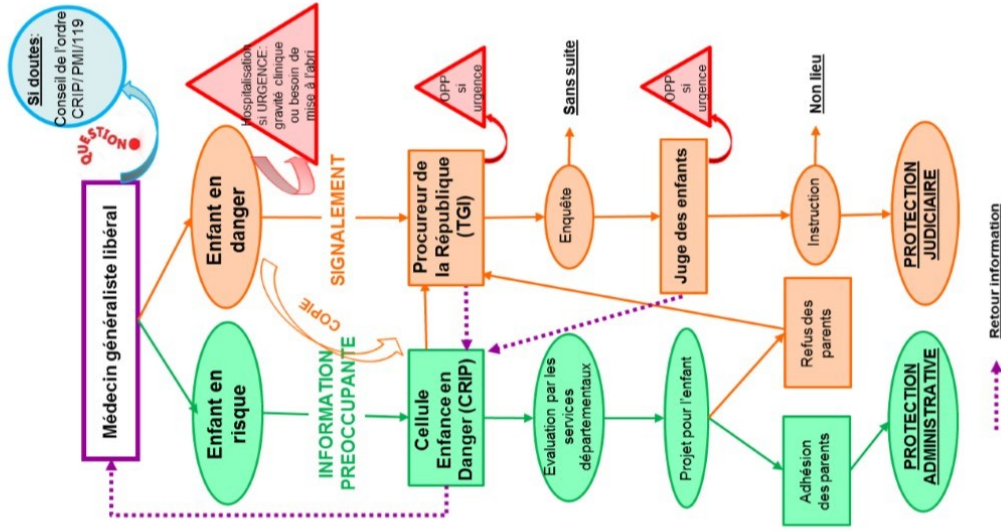 Si doutes:
Conseil de l'ordre
CRIP/ PMI/119
QUESTION
Médecin généraliste libéral
Enfant en
risque
Enfant en
danger
Hospitalisation
si URGENCE:
gravité clinique
ou besoin de
mise à l'abri
INFORMATION
PREOCCUPANTE
COPIE
SIGNALEMENT
Cellule
Enfance en
Danger (CRIP)
Procureur de
la République
(TGI)
OPP
si
urgence
Evaluation par les
services
départementaux
Enquête
Sans suite
Projet pour l'enfant
Juge des enfants
OPP
si
urgence
Adhésion
des parents
Refus des
parents
Instruction
Non lieu
PROTECTION
ADMINISTRATIVE
PROTECTION
JUDICIAIRE
Retour information